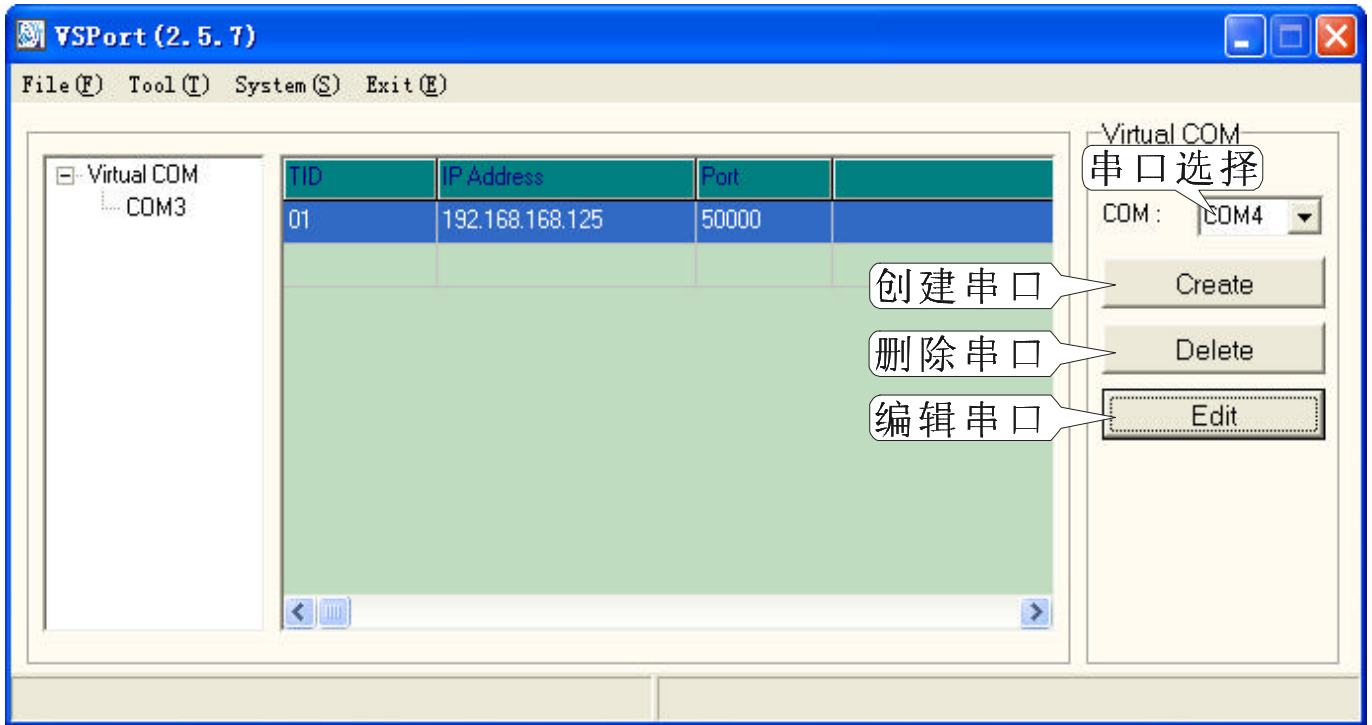 VSPort(2.5.7)
File(F) Tool(T) System(S) Exit(E)
Virtual COM
COM3
TID IP Address Port
01 192.168.168.125 50000
Virtual COM
串口选择
COM : COM4
创建串口 Create
删除串口 Delete
编辑串口 Edit